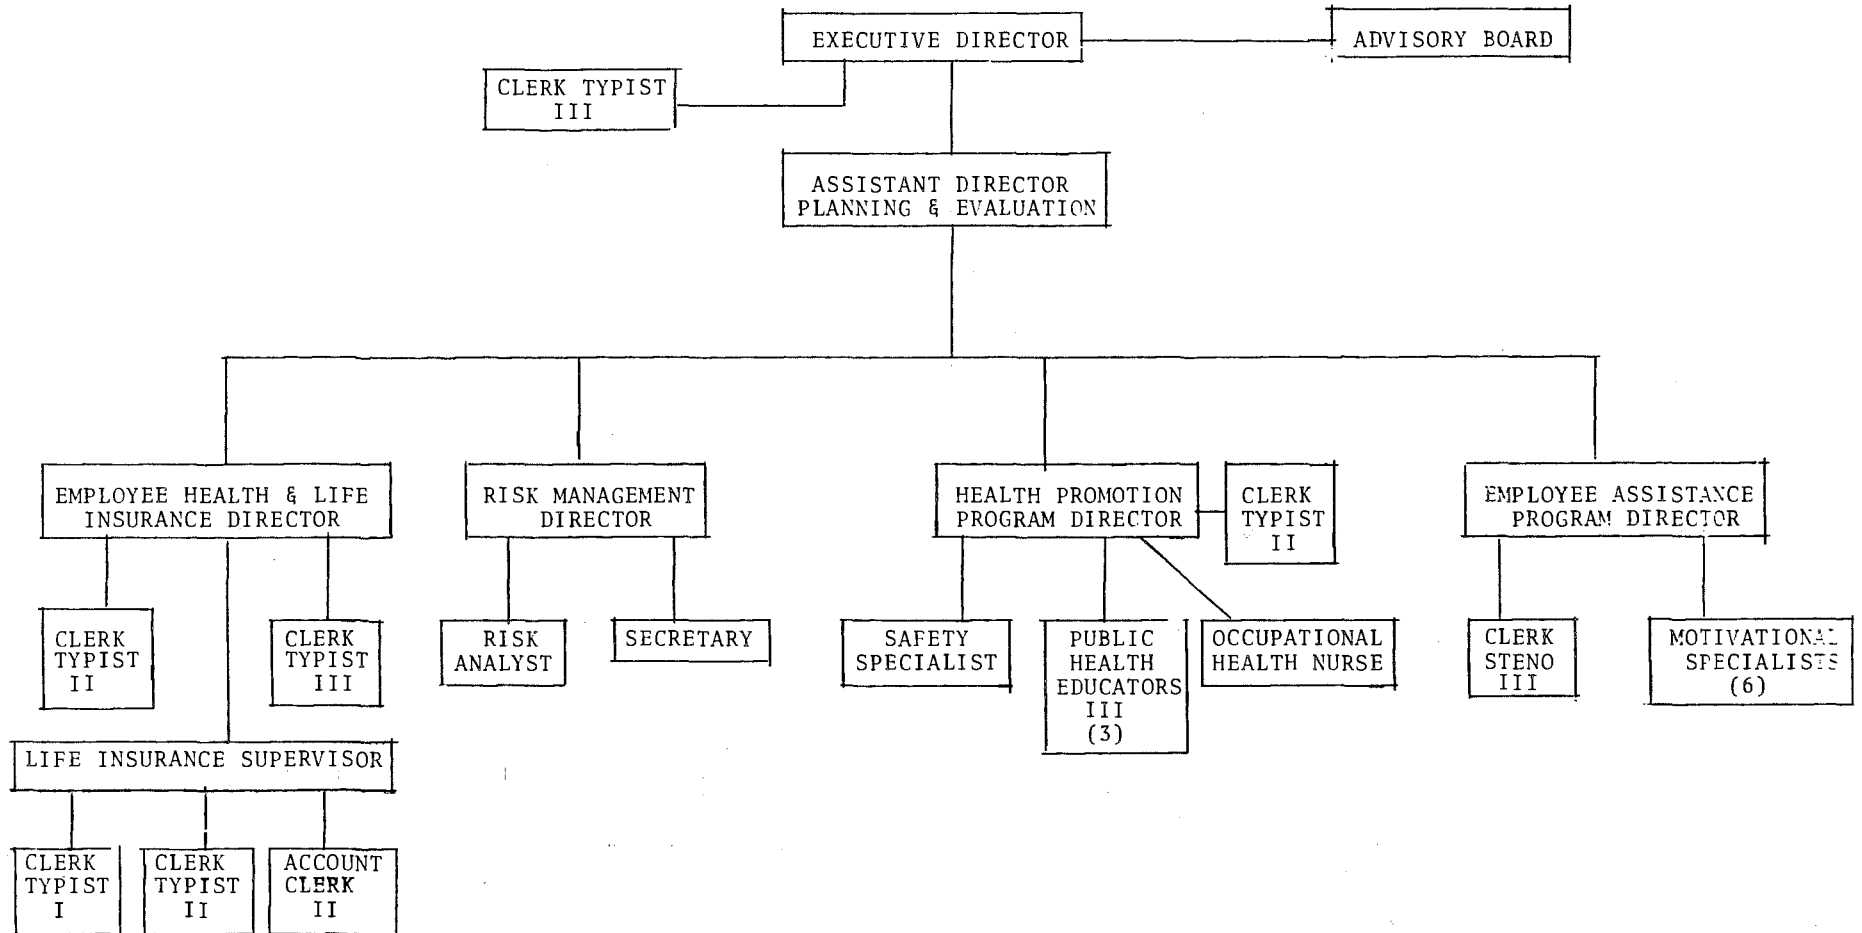 EXECUTIVE DIRECTOR
ADVISORY BOARD
CLERK TYPIST
III
ASSISTANT DIRECTOR
PLANNING & EVALUATION
EMPLOYEE HEALTH & LIFE
INSURANCE DIRECTOR
RISK MANAGEMENT
DIRECTOR
HEALTH PROMOTION
PROGRAM DIRECTOR
CLERK
TYPIST
II
EMPLOYEE ASSISTANCE
PROGRAM DIRECTOR
CLERK
TYPIST
II
CLERK
TYPIST
III
RISK
ANALYST
SECRETARY
SAFETY
SPECIALIST
PUBLIC
HEALTH
EDUCATORS
III
(3)
OCCUPATIONAL
HEALTH NURSE
CLERK
STENO
III
MOTIVATIONAL
SPECIALISTS
(6)
LIFE INSURANCE SUPERVISOR
CLERK
TYPIST
I
CLERK
TYPIST
II
ACCOUNT
CLERK
II